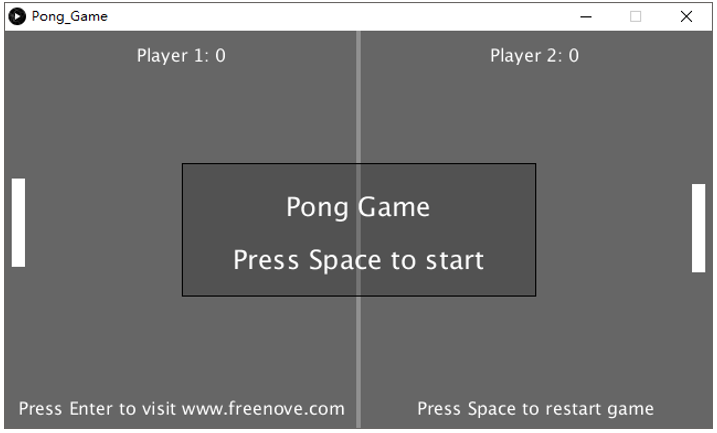 Pong_Game
Player 1: 0
Player 2: 0
Pong Game
Press Space to start
Press Enter to visit www.freenove.com
Press Space to restart game